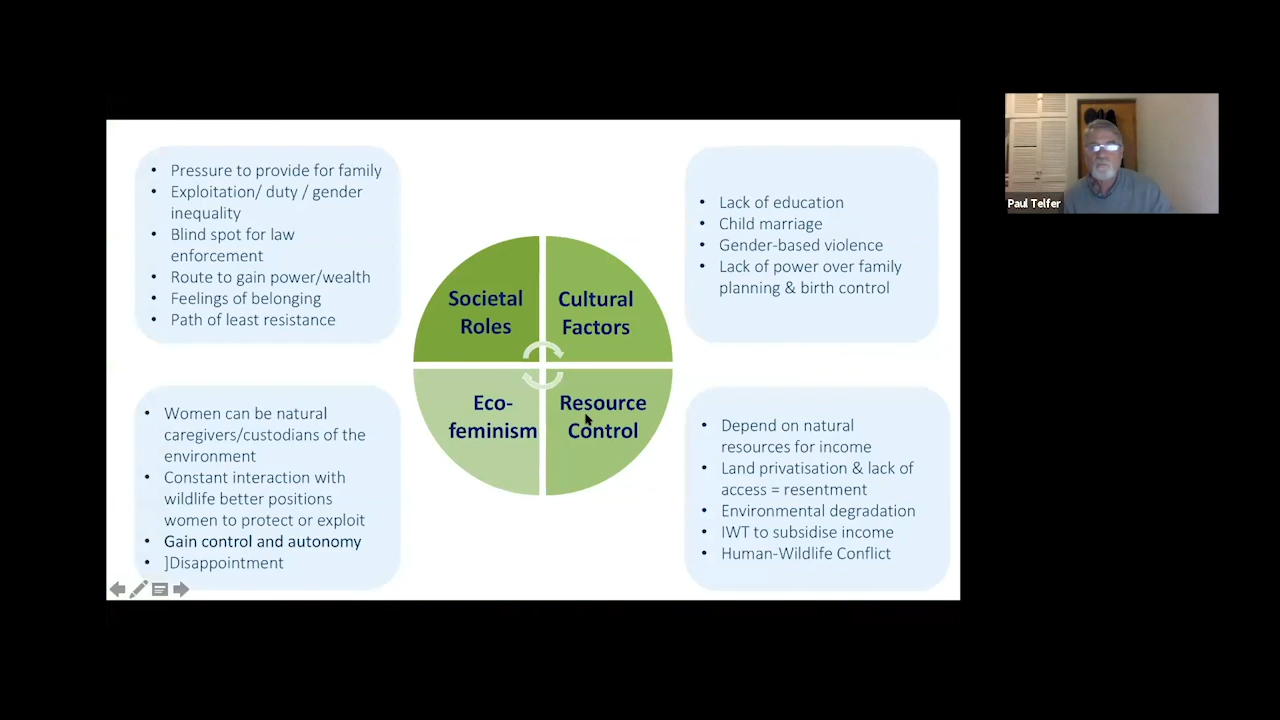 • Pressure to provide for family
• Exploitation/ duty / gender
inequality
• Blind spot for law
enforcement
• Route to gain power/wealth
• Feelings of belonging
• Path of least resistance
• Lack of education
• Child marriage
• Gender-based violence
• Lack of power over family
planning & birth control
Societal
Roles
Cultural
Factors
Eco-
feminism
Resource
Control
• Women can be natural
caregivers/custodians of the
environment
• Constant interaction with
wildlife better positions
women to protect or exploit
• Gain control and autonomy
• ]Disappointment
• Depend on natural
resources for income
• Land privatisation & lack of
access = resentment
• Environmental degradation
• IWT to subsidise income
• Human-Wildlife Conflict
Paul Telfer